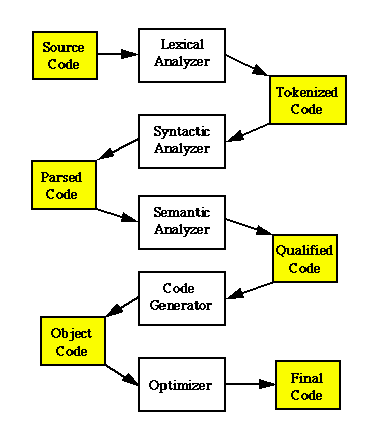 Source
Code
Lexical
Analyzer
Tokenized
Code
Syntactic
Analyzer
Parsed
Code
Semantic
Analyzer
Qualified
Code
Code
Generator
Object
Code
Optimizer
Final
Code